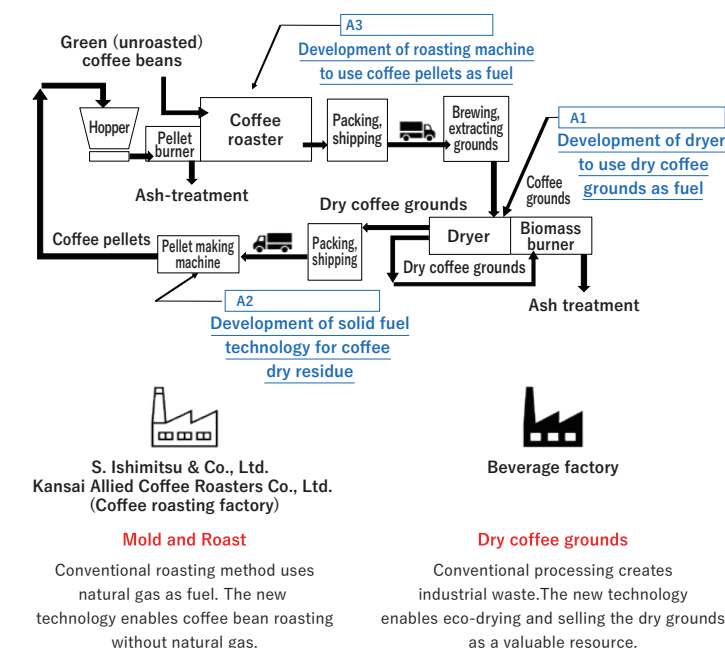 A3
Development of roasting machine
to use coffee pellets as fuel
Green (unroasted)
coffee beans
Hopper
Pellet
burner
Coffee
roaster
Packing,
shipping
Brewing,
extracting
grounds
A1
Development of dryer
to use dry coffee
grounds as fuel
Ash-treatment
Coffee
grounds
Dry coffee grounds
Coffee pellets
Pellet making
machine
Packing,
shipping
Dryer
Biomass
burner
Dry coffee grounds
Ash treatment
A2
Development of solid fuel
technology for coffee
dry residue
S. Ishimitsu & Co., Ltd.
Kansai Allied Coffee Roasters Co., Ltd.
(Coffee roasting factory)
Mold and Roast
Conventional roasting method uses
natural gas as fuel. The new
technology enables coffee bean roasting
without natural gas.
Beverage factory
Dry coffee grounds
Conventional processing creates
industrial waste.The new technology
enables eco-drying and selling the dry grounds
as a valuable resource.